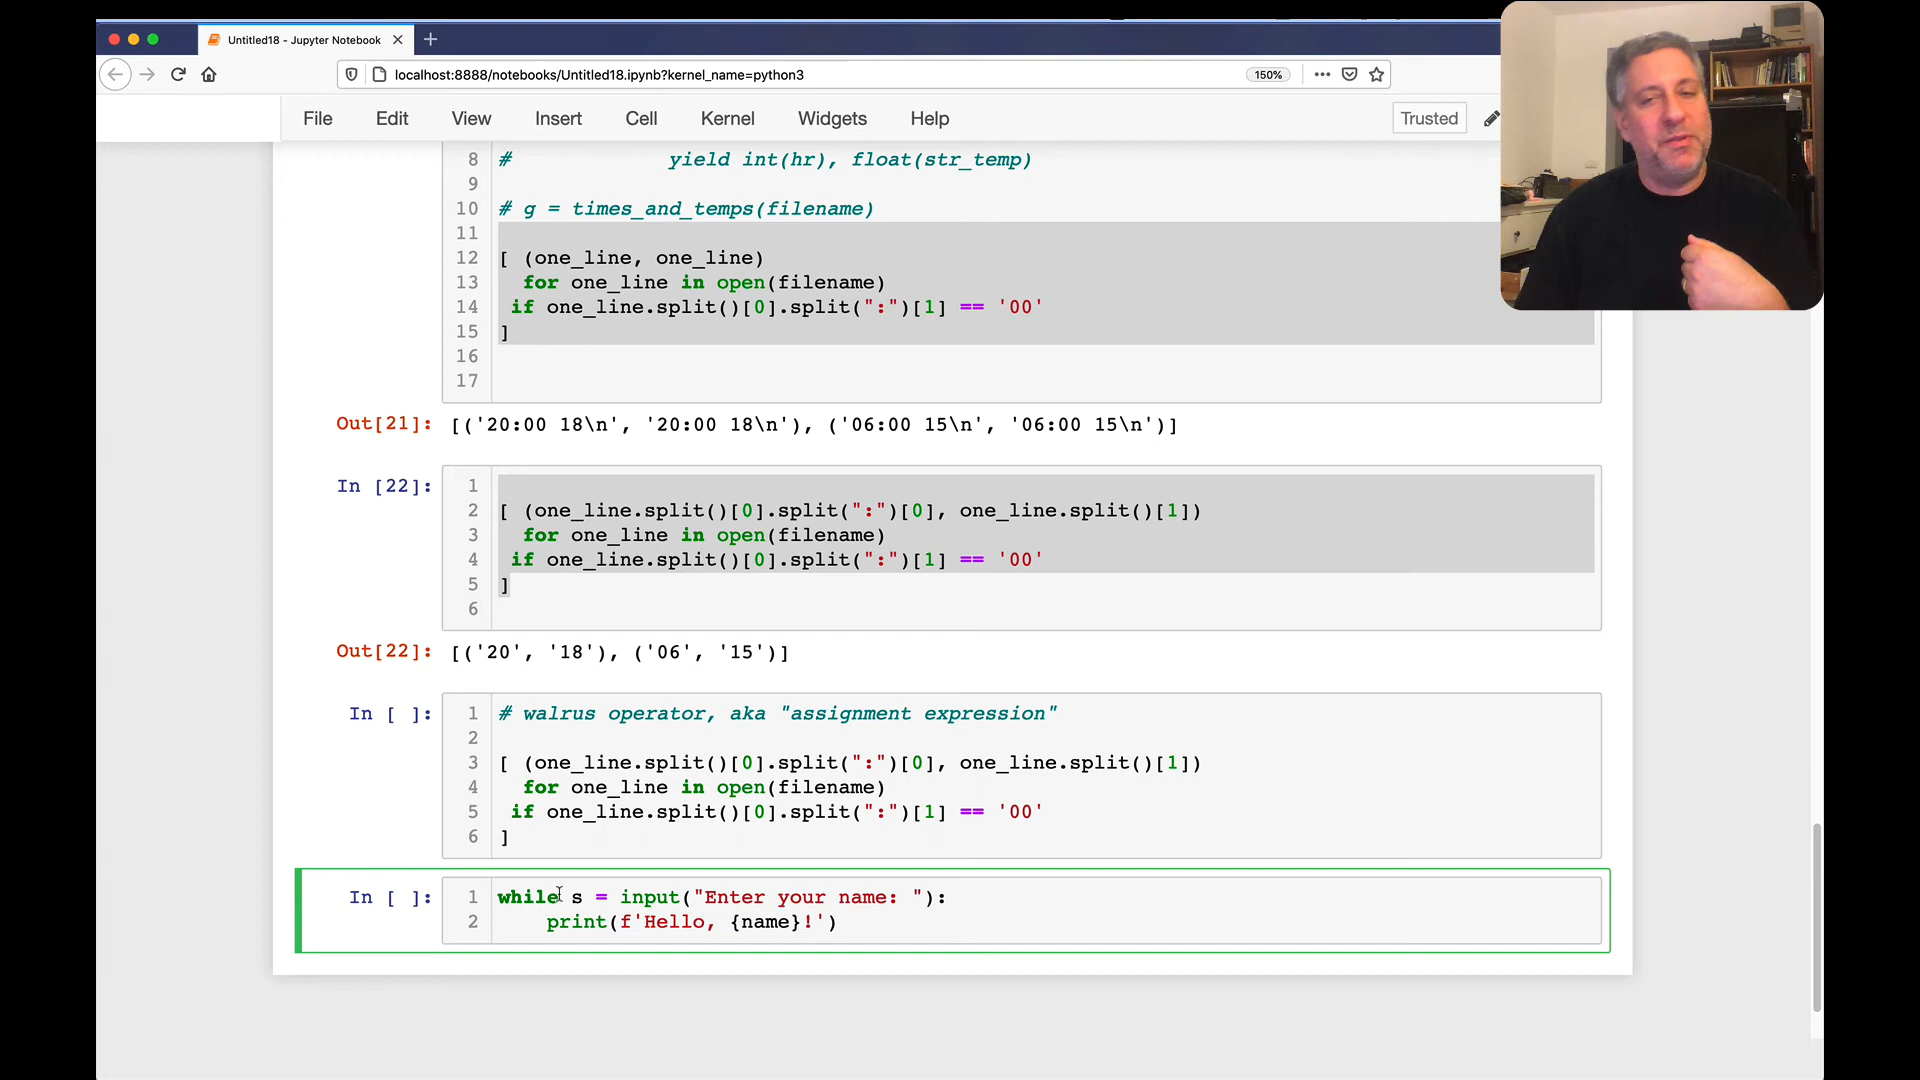 Untitled18 - Jupyter Notebook
localhost:8888/notebooks/Untitled18.ipynb?kernel_name=python3
150%
File Edit View Insert Cell Kernel Widgets Help
Trusted
8 # yield int(hr), float(str_temp)
9
10 # g = times_and_temps(filename)
11
12 [ (one_line, one_line)
13 for one_line in open(filename)
14 if one_line.split()[0].split(":")[1] == '00'
15 ]
16
17
Out[21]: [('20:00 18\n', '20:00 18\n'), ('06:00 15\n', '06:00 15\n')]
In [22]: 1
2 [ (one_line.split()[0].split(":")[0], one_line.split()[1])
3 for one_line in open(filename)
4 if one_line.split()[0].split(":")[1] == '00'
5 ]
6
Out[22]: [('20', '18'), ('06', '15')]
In [ ]: 1 # walrus operator, aka "assignment expression"
2
3 [ (one_line.split()[0].split(":")[0], one_line.split()[1])
4 for one_line in open(filename)
5 if one_line.split()[0].split(":")[1] == '00'
6 ]
In [ ]: 1 while s = input("Enter your name: "):
2 print(f'Hello, {name}!')